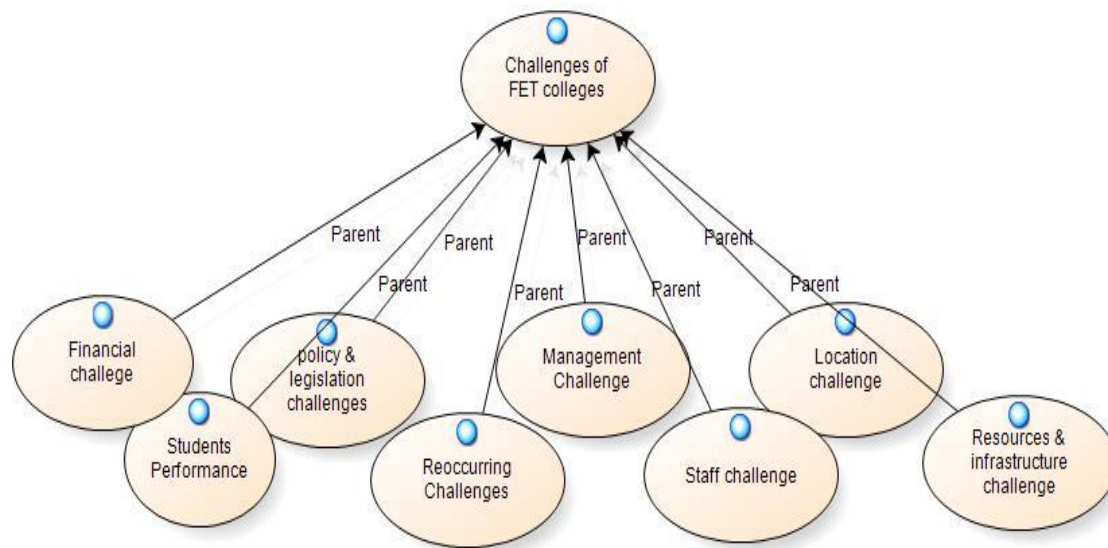 Challenges of
FET colleges
Parent
Parent
Parent
Parent
Parent
Parent
Parent
Financial
challege
policy &
legislation
challenges
Management
Challenge
Location
challenge
Students
Performance
Reoccurring
Challenges
Staff challenge
Resources &
infrastructure
challenge